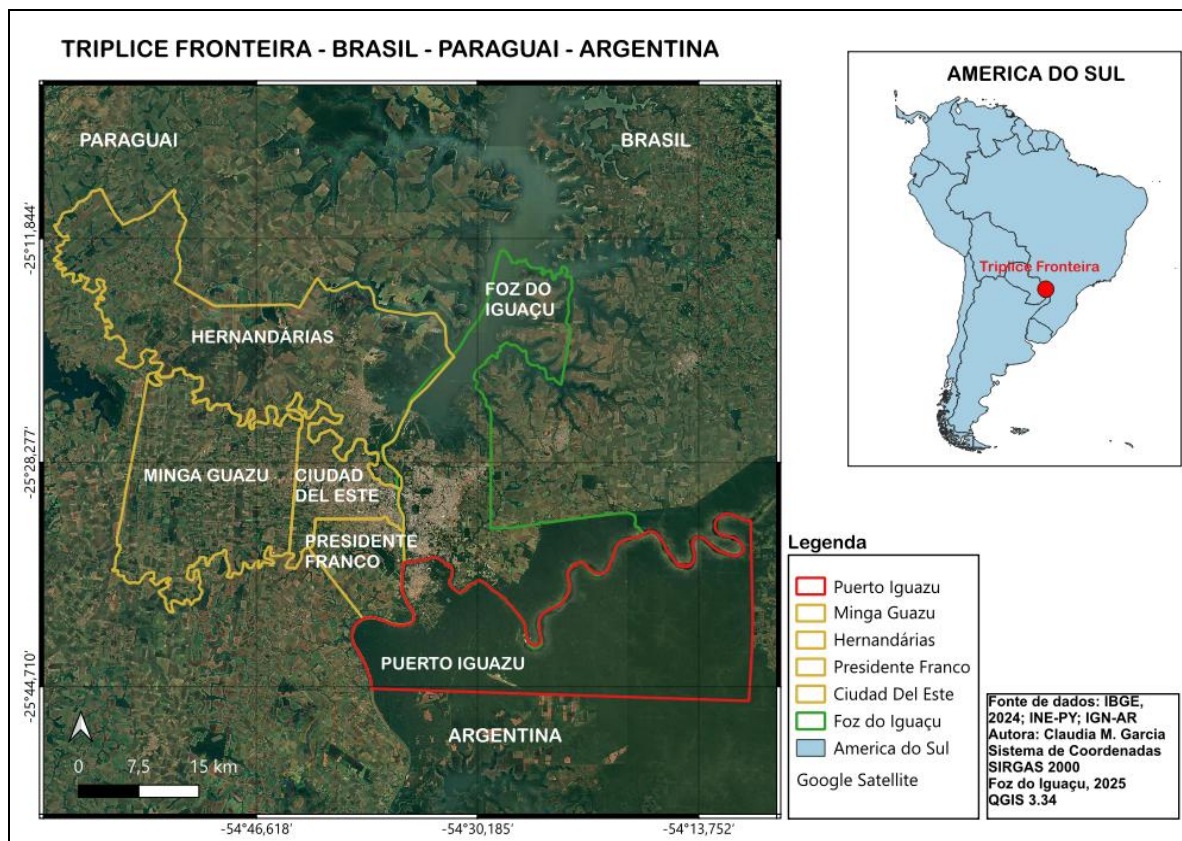 TRIPLICE FRONTEIRA - BRASIL - PARAGUAI - ARGENTINA
PARAGUAI
BRASIL
FOZ DO
IGUAÇU
HERNANDÁRIAS
MINGA GUAZU
CIUDAD
DEL ESTE
PRESIDENTE
FRANCO
PUERTO IGUAZU
ARGENTINA
0 7,5 15 km
-25°11,844'
-25°28,277'
-25°44,710'
-54°46,618'
-54°30,185'
-54°13,752'
AMERICA DO SUL
Triplice Fronteira
Legenda
Puerto Iguazu
Minga Guazu
Hernandárias
Presidente Franco
Ciudad Del Este
Foz do Iguaçu
America do Sul
Google Satellite
Fonte de dados: IBGE,
2024; INE-PY; IGN-AR
Autora: Claudia M. Garcia
Sistema de Coordenadas
SIRGAS 2000
Foz do Iguaçu, 2025
QGIS 3.34